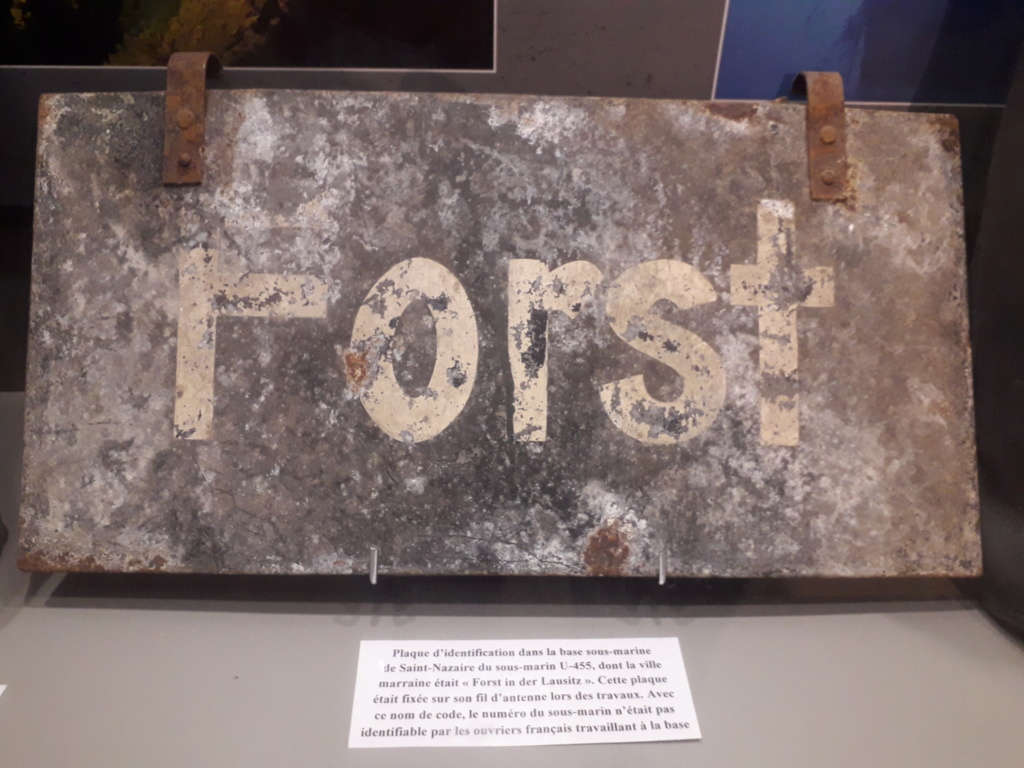 Forst
Plaque d'identification dans la base sous-marine
de Saint-Nazaire du sous-marin U-455, dont la ville
marraine était « Forst in der Lausitz ». Cette plaque
était fixée sur son fil d'antenne lors des travaux. Avec
ce nom de code, le numéro du sous-marin n'était pas
identifiable par les ouvriers français travaillant à la base